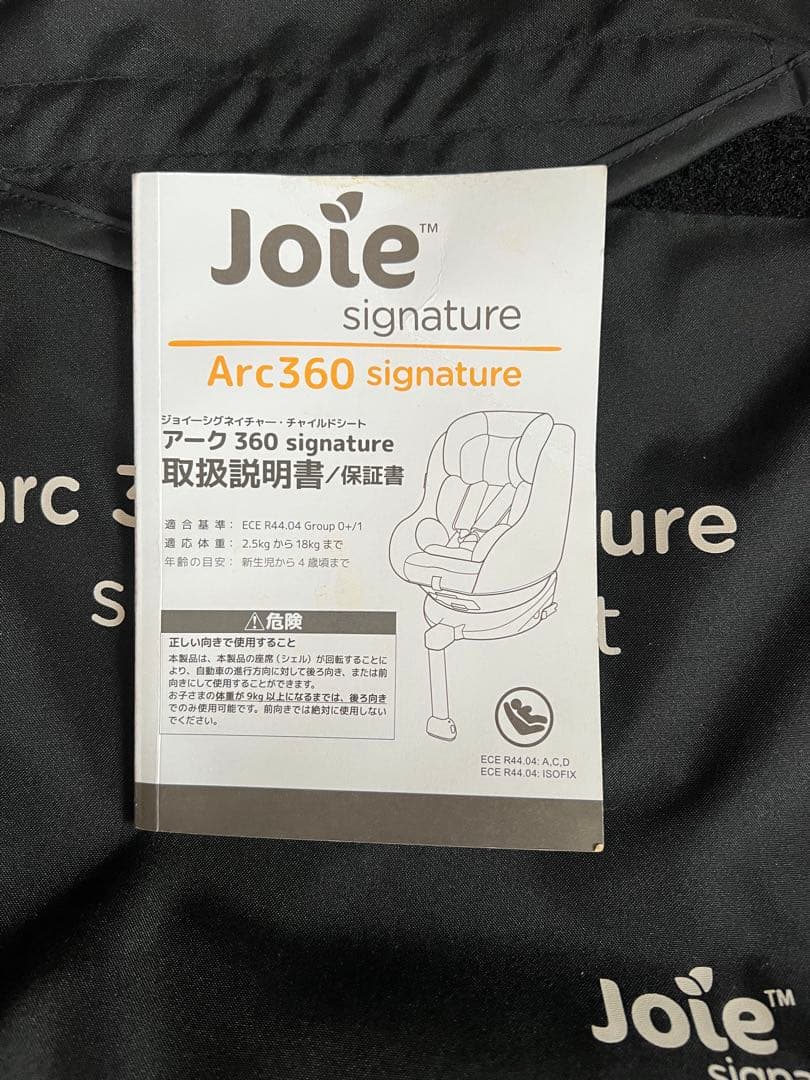 Joie™
signature
Arc360 signature
ジョイーシグネイチャー・チャイルドシート
アーク 360 signature
取扱説明書/保証書
適 合 基 準： ECE R44.04 Group 0+/1
適 応 体 重： 2.5kg から 18kg まで
年齢の目安： 新生児から 4 歳頃まで
⚠危険
正しい向きで使用すること
本製品は、本製品の座席（シェル）が回転することに
より、自動車の進行方向に対して後ろ向き、または前
向きにして使用することができます。
お子さまの体重が 9kg 以上になるまでは、後ろ向き
でのみ使用可能です。前向きでは絶対に使用しない
でください。
ECE R44.04: A,C,D
ECE R44.04: ISOFIX
arc 3
ure
s
t
Joie™
signa